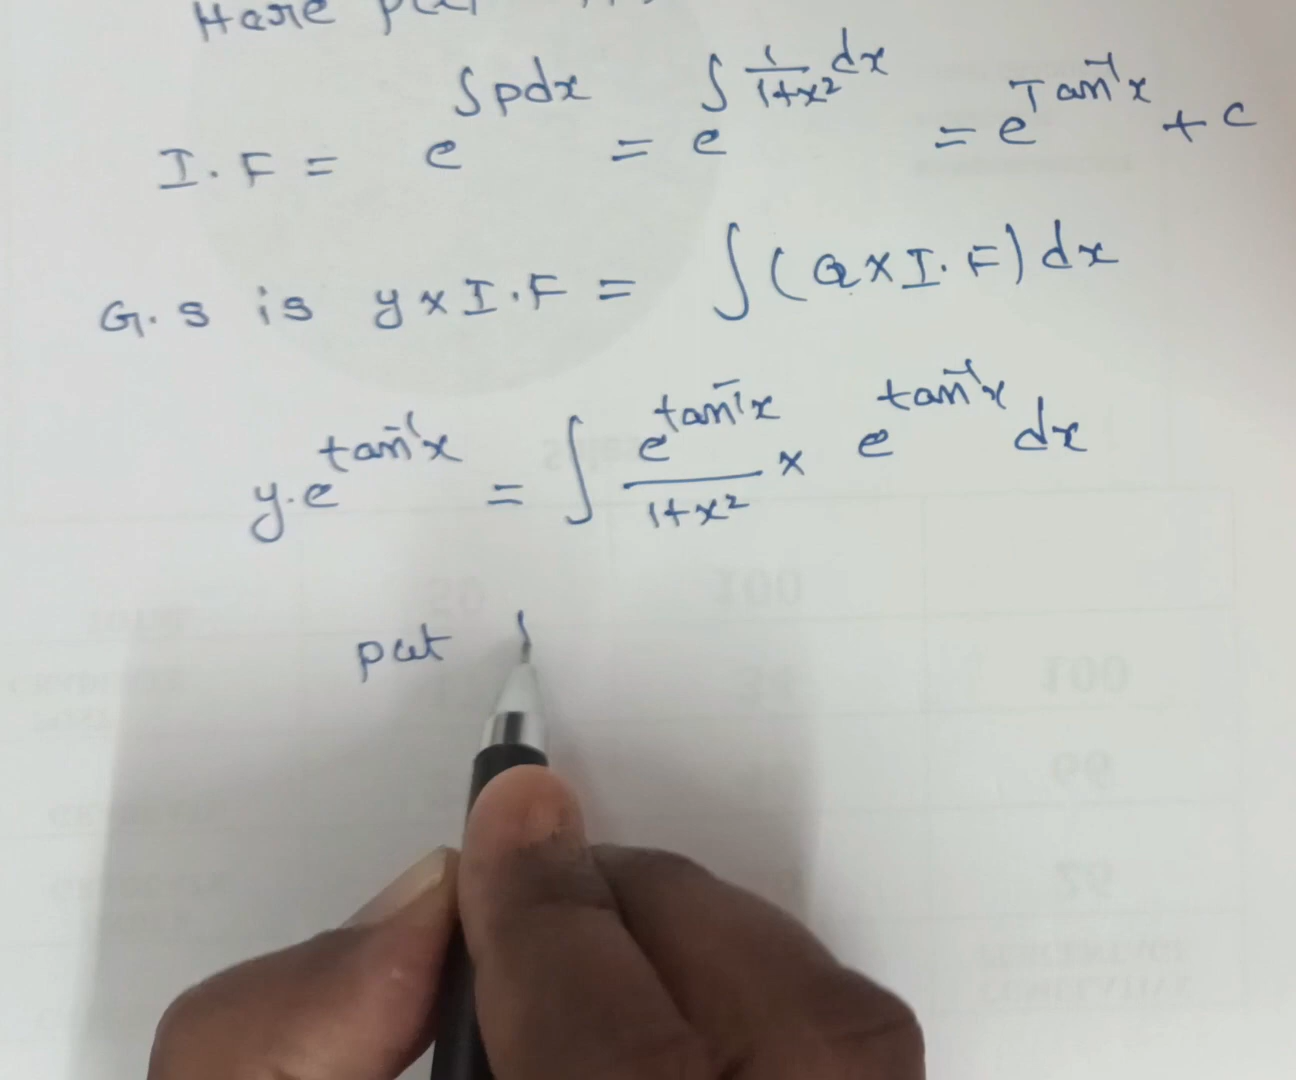 Here
I.F = e^∫pdx = e^∫ 1/1+x² dx = e^Tan⁻¹x + c
G.S is y×I.F = ∫(Q×I.F)dx
y.e^tan⁻¹x = ∫ e^tan⁻¹x/1+x² × e^tan⁻¹x dx
put